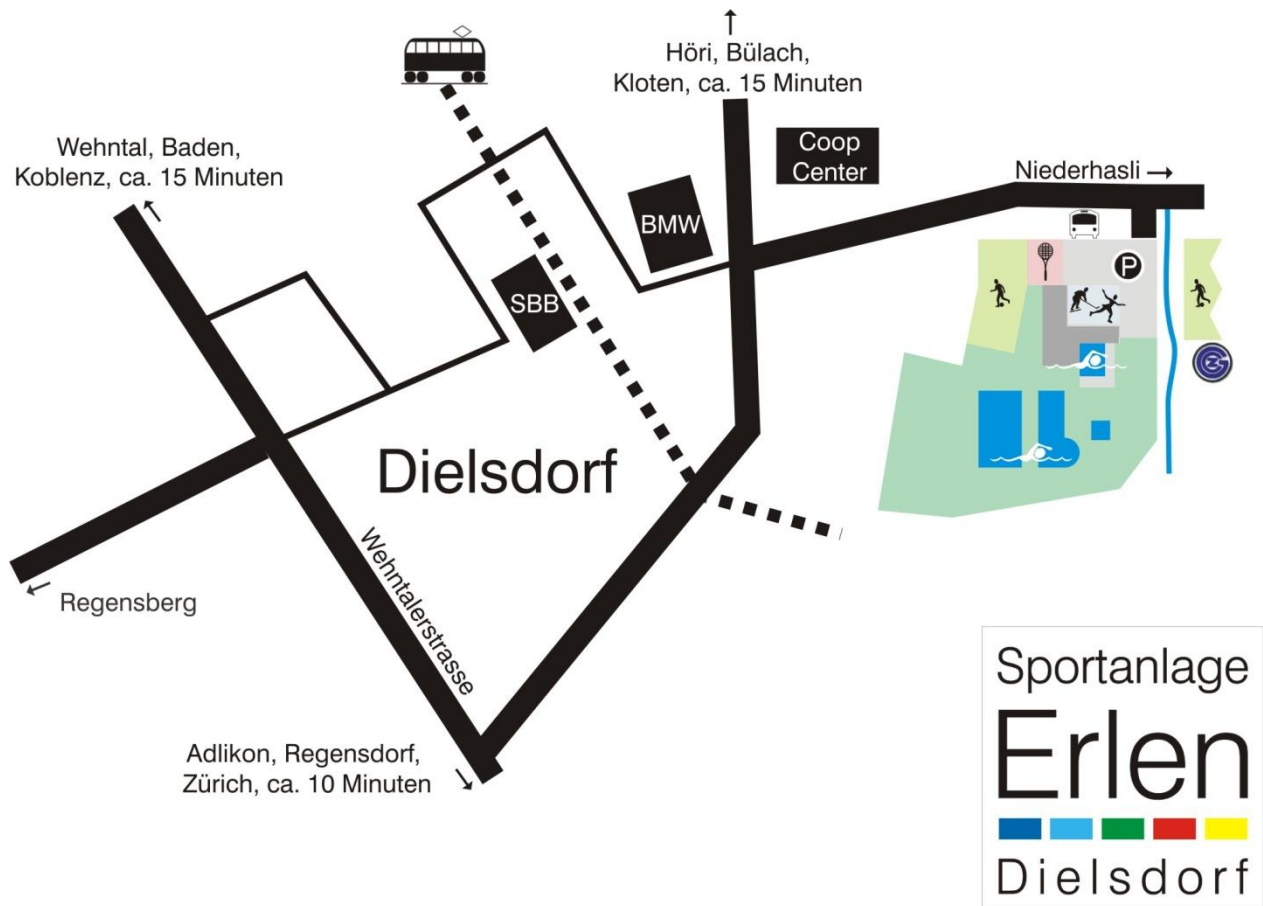 Höri, Bülach,
Kloten, ca. 15 Minuten
Wehntal, Baden,
Koblenz, ca. 15 Minuten
Coop
Center
Niederhasli
BMW
P
SBB
Dielsdorf
Wehntalerstrasse
Regensberg
Adlikon, Regensdorf,
Zürich, ca. 10 Minuten
Sportanlage
Erlen
Dielsdorf